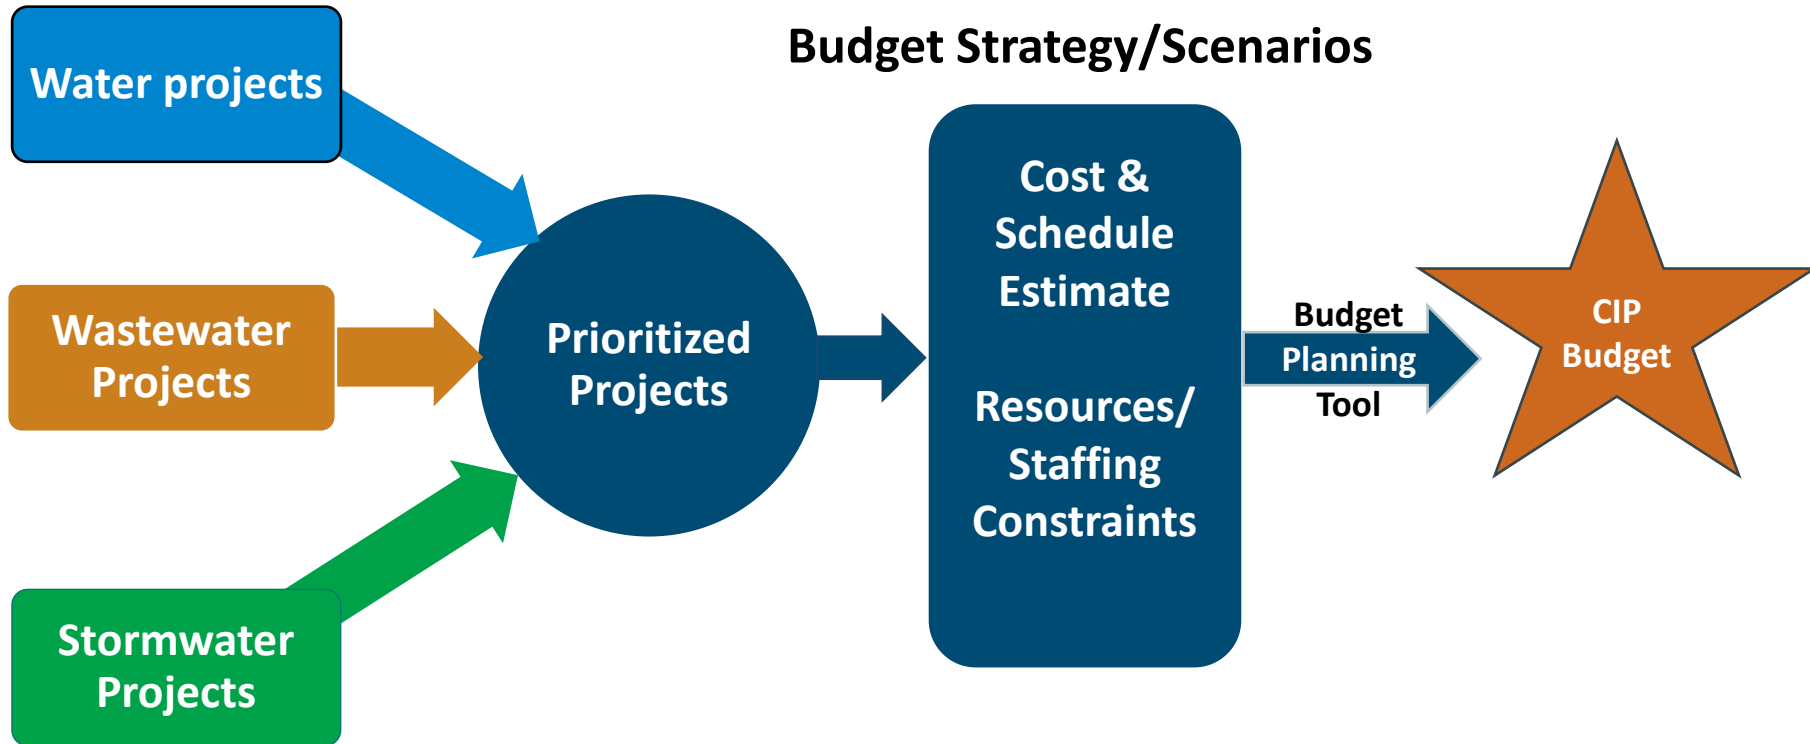 Budget Strategy/Scenarios
Water projects
Wastewater
Projects
Stormwater
Projects
Prioritized
Projects
Cost &
Schedule
Estimate
Resources/
Staffing
Constraints
Budget
Planning
Tool
CIP
Budget